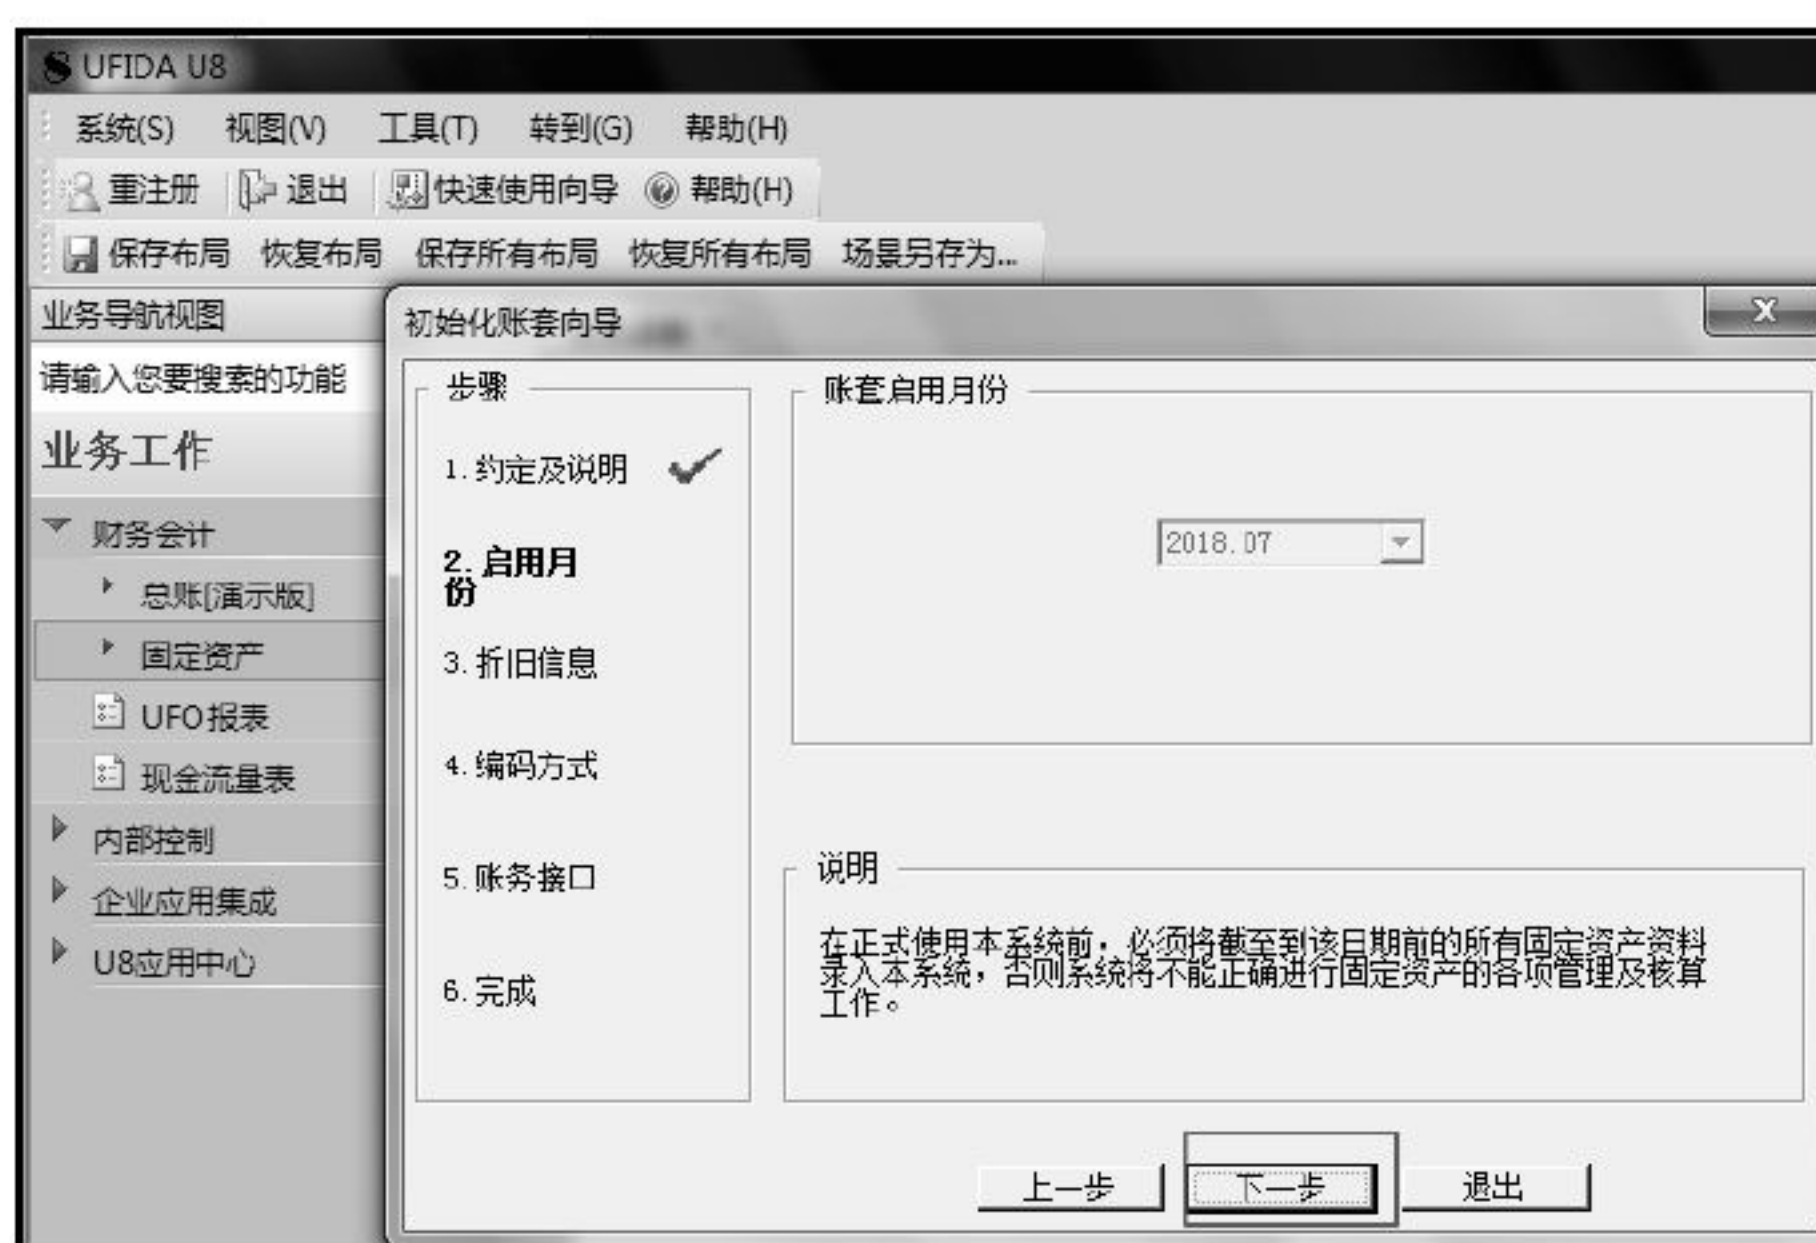 UFIDA U8
系统(S) 视图(V) 工具(T) 转到(G) 帮助(H)
重注册 退出 快速使用向导 帮助(H)
保存布局 恢复布局 保存所有布局 恢复所有布局 场景另存为...
业务导航视图
请输入您要搜索的功能
业务工作
财务会计
总账[演示版]
固定资产
UFO报表
现金流量表
内部控制
企业应用集成
U8应用中心
初始化账套向导
X
步骤
1.约定及说明
2.启用月
份
3.折旧信息
4.编码方式
5.账务接口
6.完成
账套启用月份
2018.07
说明
在正式使用本系统前，必须将截至到该日期前的所有固定资产资料
录入本系统，否则系统将不能正确进行固定资产的各项管理及核算
工作。
上一步 下一步 退出